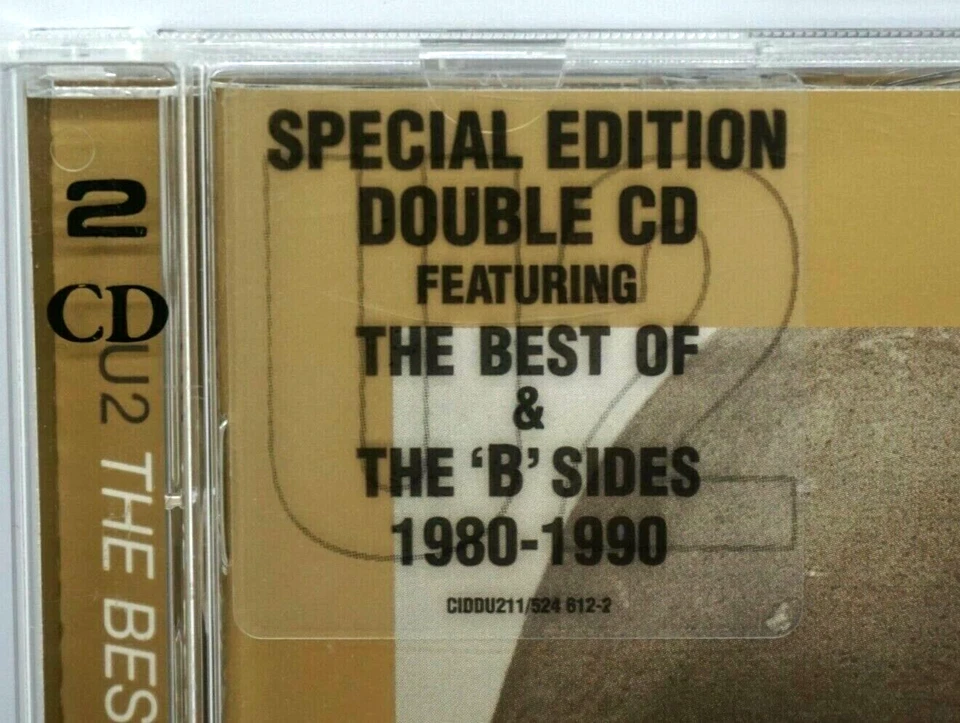 SPECIAL EDITION
DOUBLE CD
FEATURING
THE BEST OF
&
THE ‘B’ SIDES
1980-1990
CIDDU211/524 612-2
U2
2
CD
U2 THE BES